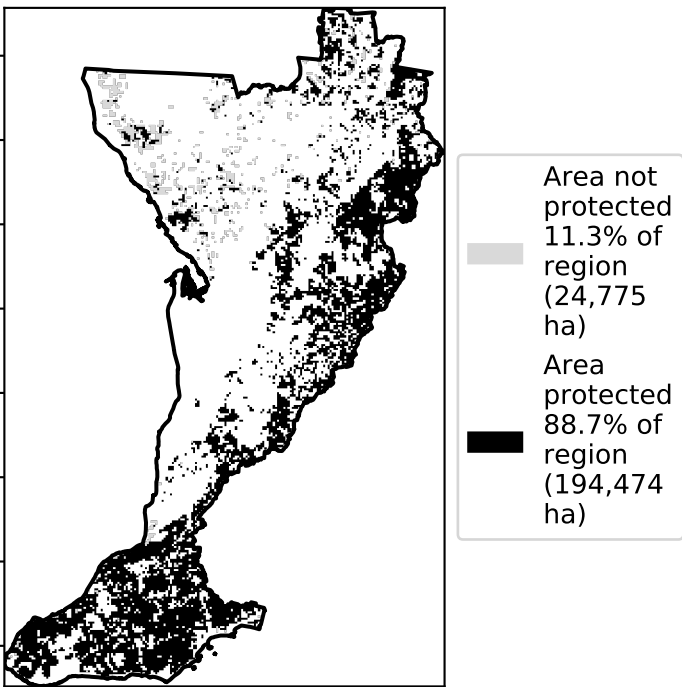 Area not
protected
11.3% of
region
(24,775
ha)
Area
protected
88.7% of
region
(194,474
ha)